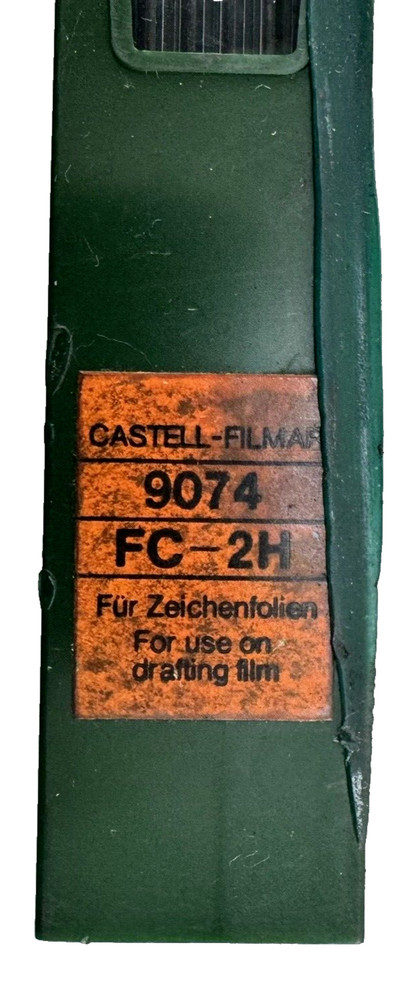 CASTELL-FILMAR
9074
FC-2H
Für Zeichenfolien
For use on
drafting film